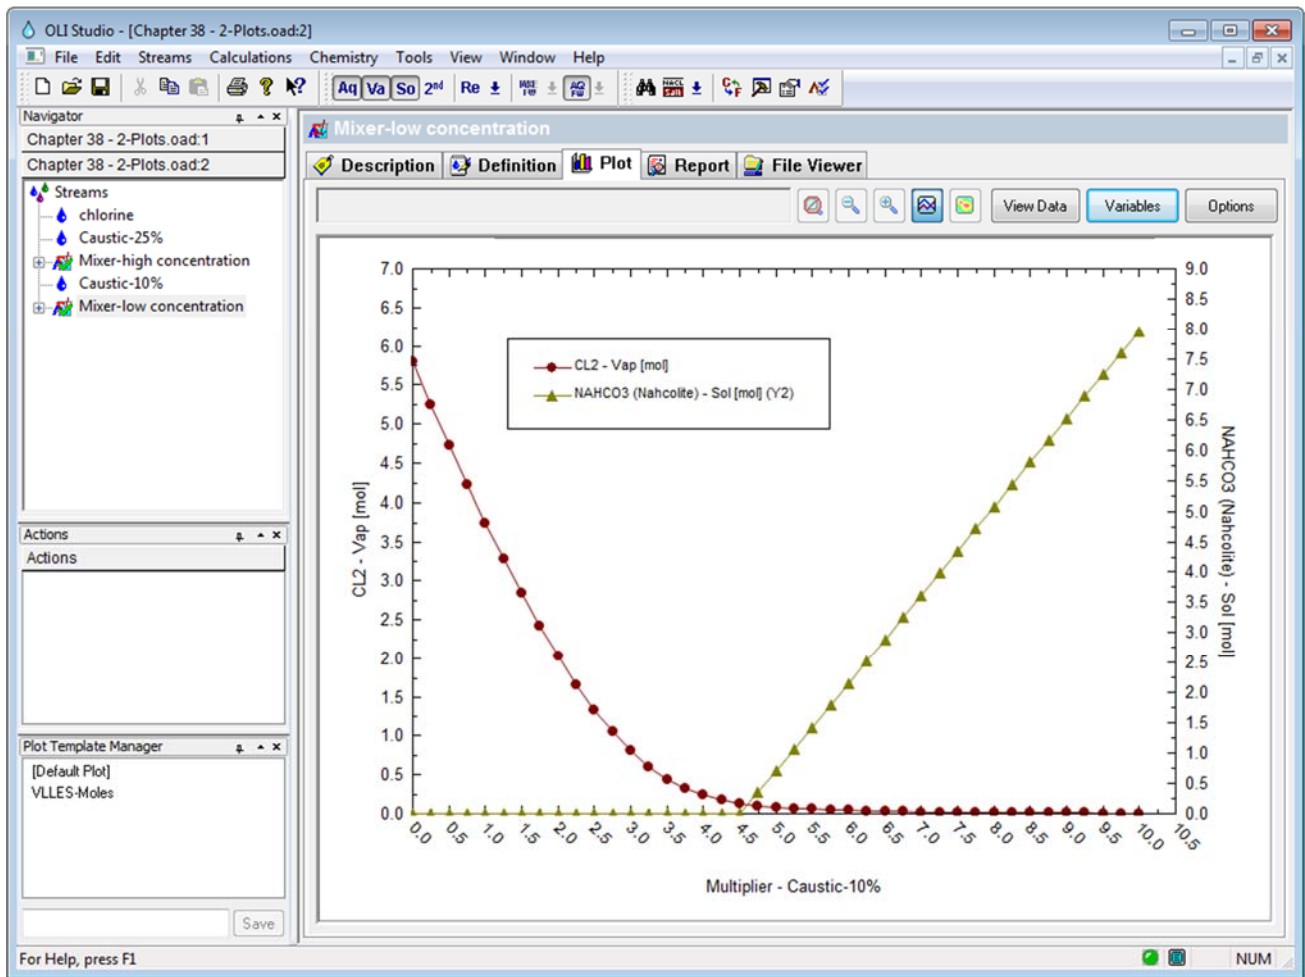 OLI Studio - [Chapter 38 - 2-Plots.oad:2]
File Edit Streams Calculations Chemistry Tools View Window Help
Aq Va So 2nd Re
Navigator
Chapter 38 - 2-Plots.oad:1
Chapter 38 - 2-Plots.oad:2
Streams
chlorine
Caustic-25%
Mixer-high concentration
Caustic-10%
Mixer-low concentration
Actions
Actions
Plot Template Manager
[Default Plot]
VLLES-Moles
Save
Mixer-low concentration
Description Definition Plot Report File Viewer
View Data Variables Options
CL2 - Vap [mol]
NAHCO3 (Nahcolite) - Sol [mol] (Y2)
CL2 - Vap [mol]
7.0
6.5
6.0
5.5
5.0
4.5
4.0
3.5
3.0
2.5
2.0
1.5
1.0
0.5
0.0
9.0
8.5
8.0
7.5
7.0
6.5
6.0
5.5
5.0
4.5
4.0
3.5
3.0
2.5
2.0
1.5
1.0
0.5
0.0
NAHCO3 (Nahcolite) - Sol [mol]
0.0 0.5 1.0 1.5 2.0 2.5 3.0 3.5 4.0 4.5 5.0 5.5 6.0 6.5 7.0 7.5 8.0 8.5 9.0 9.5 10.0 10.5
Multiplier - Caustic-10%
For Help, press F1
NUM